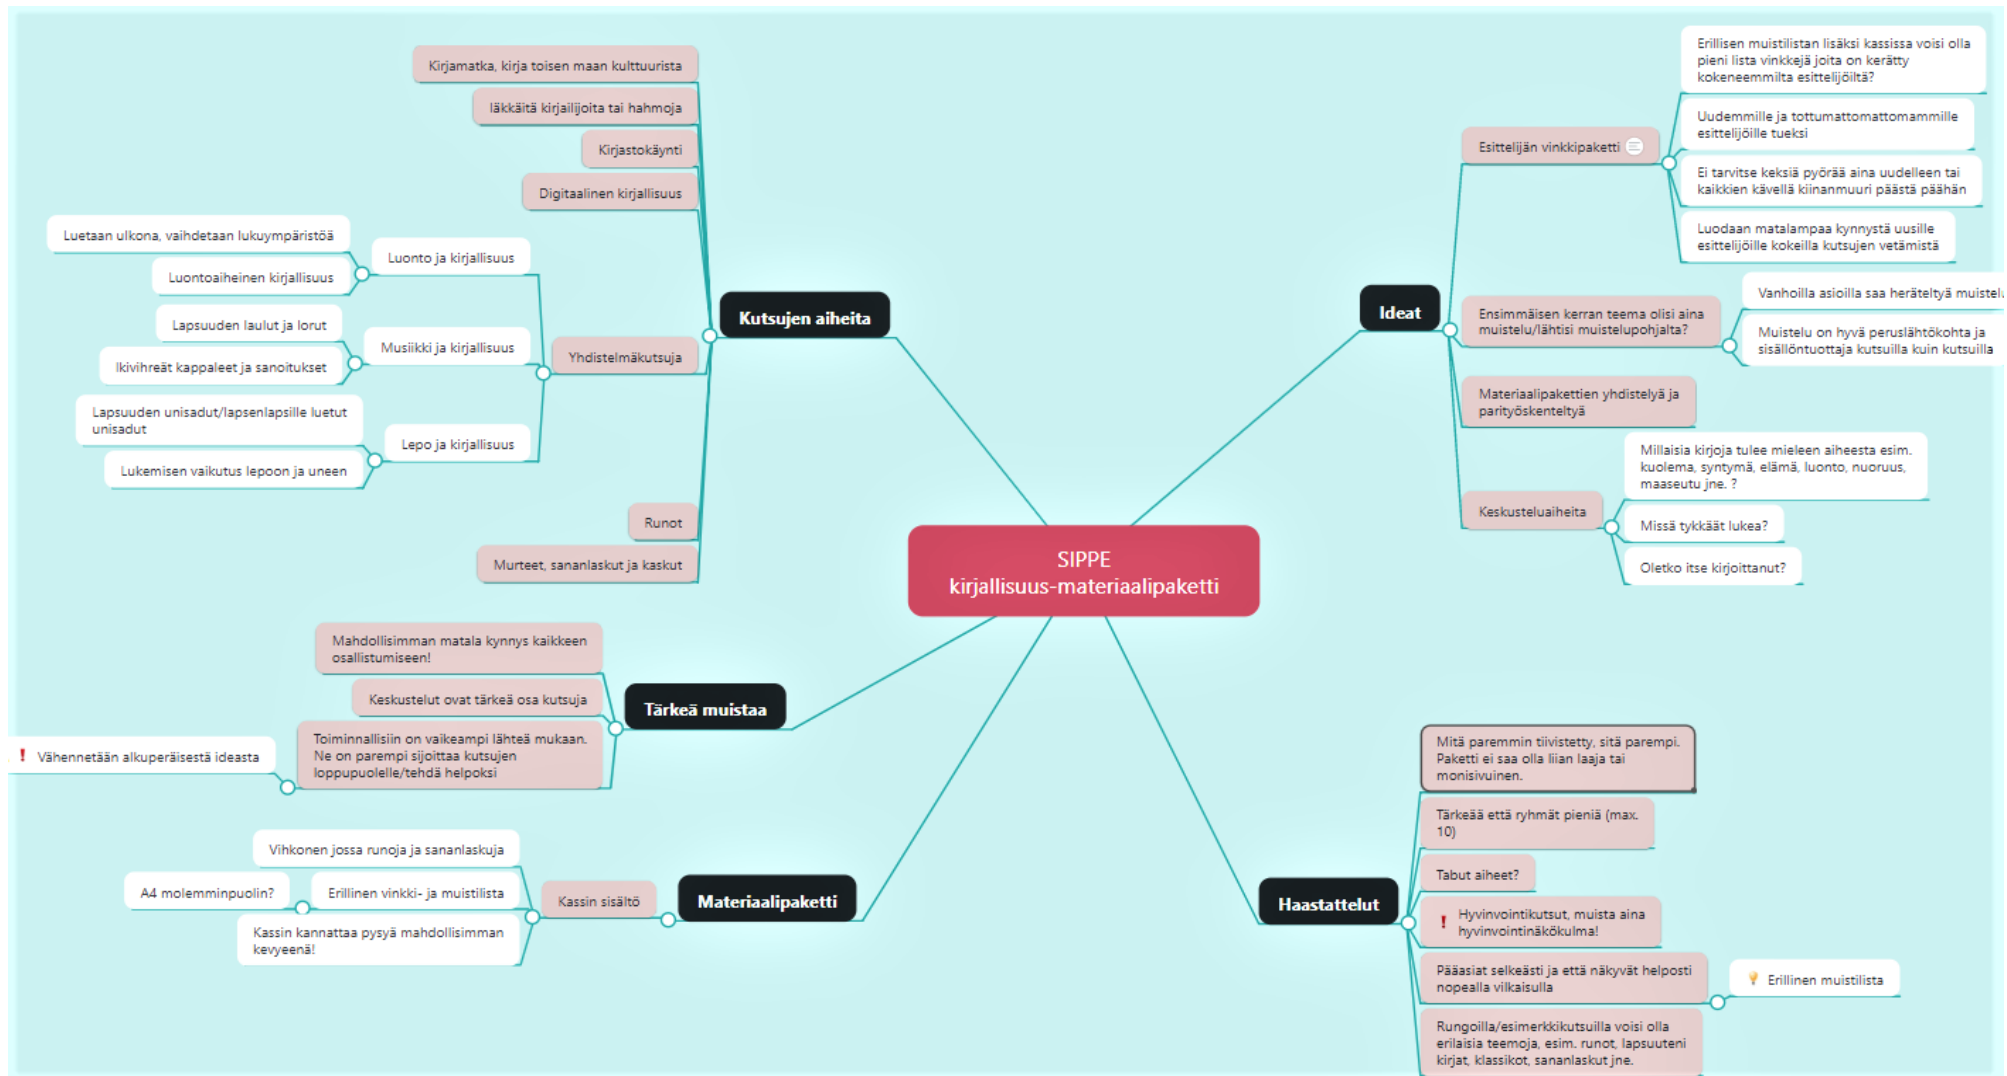 SIPPE
kirjallisuus-materiaalipaketti
Kutsujen aiheita
Kirjamatka, kirja toisen maan kulttuurista
Iäkkäitä kirjailijoita tai hahmoja
Kirjastokäynti
Digitaalinen kirjallisuus
Yhdistelmäkutsuja
Luonto ja kirjallisuus
Luetaan ulkona, vaihdetaan lukuympäristöä
Luontoaiheinen kirjallisuus
Musiikki ja kirjallisuus
Lapsuuden laulut ja lorut
Ikivihreät kappaleet ja sanoitukset
Lepo ja kirjallisuus
Lapsuuden unisadut/lapsenlapsille luetut
unisadut
Lukemisen vaikutus lepoon ja uneen
Runot
Murteet, sananlaskut ja kaskut
Tärkeä muistaa
Mahdollisimman matala kynnys kaikkeen
osallistumiseen!
Keskustelut ovat tärkeä osa kutsuja
Toiminnallisiin on vaikeampi lähteä mukaan.
Ne on parempi sijoittaa kutsujen
loppupuolelle/tehdä helpoksi
Vähennetään alkuperäisestä ideasta
Materiaalipaketti
Kassin sisältö
Vihkonen jossa runoja ja sananlaskuja
Erillinen vinkki- ja muistilista
A4 molemminpuolin?
Kassin kannattaa pysyä mahdollisimman
kevyeenä!
Ideat
Esittelijän vinkkipaketti
Erillisen muistilistan lisäksi kassissa voisi olla
pieni lista vinkkejä joita on kerätty
kokeneemmilta esittelijöiltä?
Uudemmille ja tottumattomattomammille
esittelijöille tueksi
Ei tarvitse keksiä pyörää aina uudelleen tai
kaikkien kävellä kiinanmuuri päästä päähän
Luodaan matalampaa kynnystä uusille
esittelijöille kokeilla kutsujen vetämistä
Ensimmäisen kerran teema olisi aina
muistelu/lähtisi muistelupohjalta?
Vanhoilla asioilla saa heräteltyä muistelu
Muistelu on hyvä peruslähtökohta ja
sisällöntuottaja kutsuilla kuin kutsuilla
Materiaalipakettien yhdistelyä ja
parityöskenteltyä
Keskusteluaiheita
Millaisia kirjoja tulee mieleen aiheesta esim.
kuolema, syntymä, elämä, luonto, nuoruus,
maaseutu jne. ?
Missä tykkäät lukea?
Oletko itse kirjoittanut?
Haastattelut
Mitä paremmin tiivistetty, sitä parempi.
Paketti ei saa olla liian laaja tai
monisivuinen.
Tärkeää että ryhmät pieniä (max.
10)
Tabut aiheet?
Hyvinvointikutsut, muista aina
hyvinvointinäkökulma!
Pääasiat selkeästi ja että näkyvät helposti
nopealla vilkaisulla
Erillinen muistilista
Rungoilla/esimerkkikutsuilla voisi olla
erilaisia teemoja, esim. runot, lapsuuteni
kirjat, klassikot, sananlaskut jne.